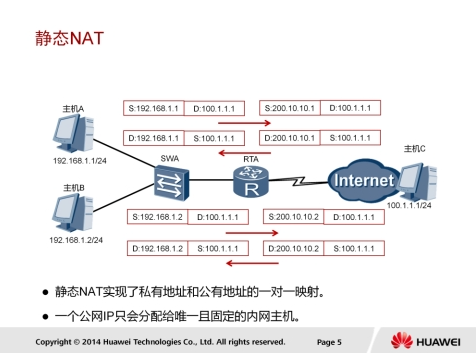 静态NAT
主机A
S:192.168.1.1 D:100.1.1.1 S:200.10.10.1 D:100.1.1.1
D:192.168.1.1 S:100.1.1.1 D:200.10.10.1 S:100.1.1.1
192.168.1.1/24
SWA
RTA
主机C
R
Internet
主机B
100.1.1.1/24
S:192.168.1.2 D:100.1.1.1 S:200.10.10.2 D:100.1.1.1
192.168.1.2/24
D:192.168.1.2 S:100.1.1.1 D:200.10.10.2 S:100.1.1.1
● 静态NAT实现了私有地址和公有地址的一对一映射。
● 一个公网IP只会分配给唯一且固定的内网主机。
Copyright © 2014 Huawei Technologies Co., Ltd. All rights reserved. Page 5 HUAWEI